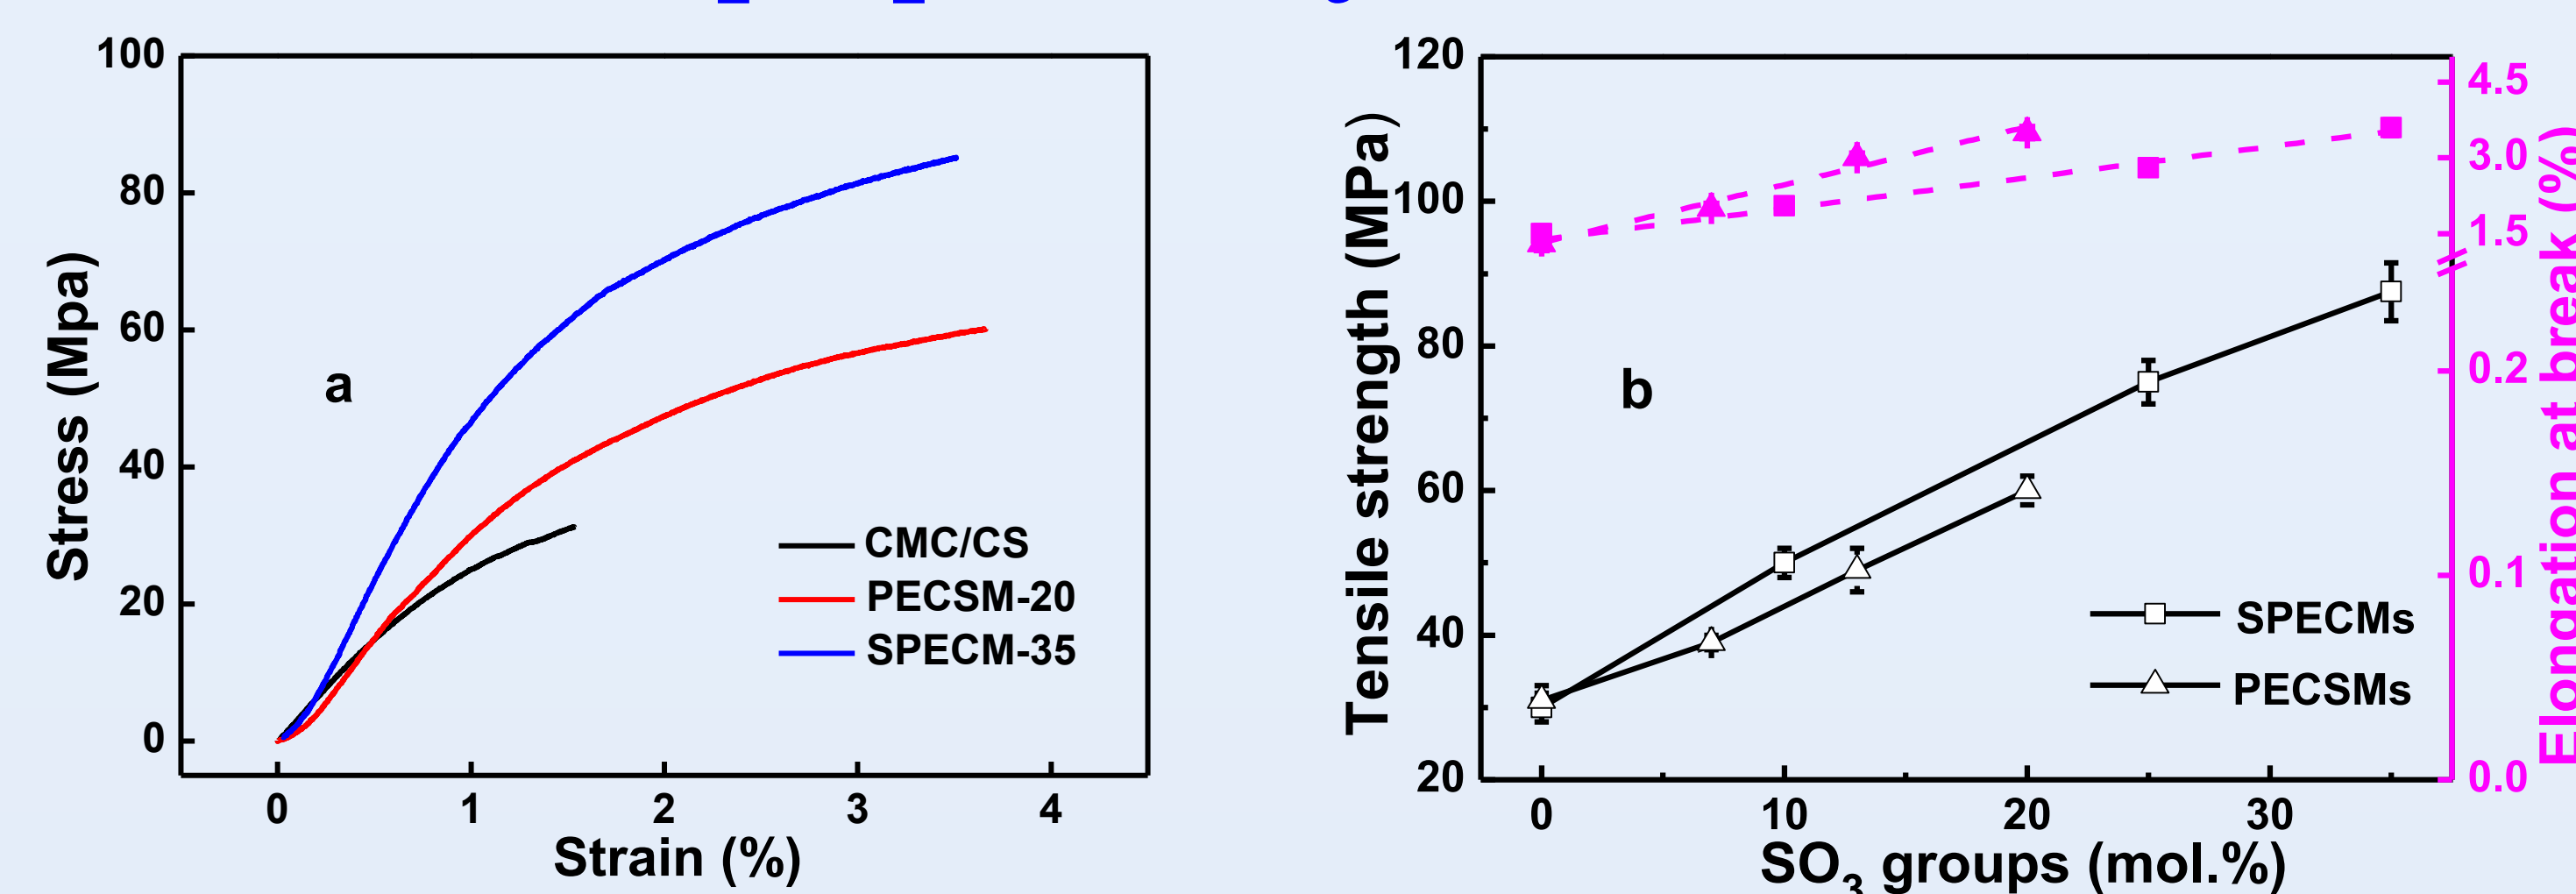 100
80
60
40
20
0
Stress (Mpa)
a
CMC/CS
PECSM-20
SPECM-35
0 1 2 3 4
Strain (%)
120
100
80
60
40
20
Tensile strength (MPa)
b
SPECMs
PECSMs
4.5
3.0
1.5
0.2
0.1
0.0
Elongation at break (%)
0 10 20 30
SO3 groups (mol.%)